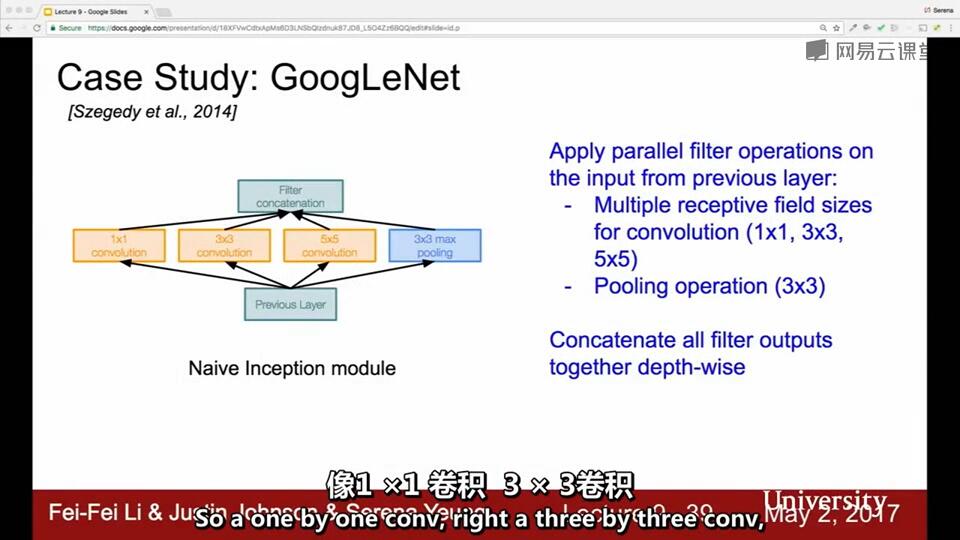 Lecture 9 - Google Slides
Serena
Secure
https://docs.google.com/presentation/d/18XFVwCdtxApMs6D3LNSbQlzdnuk87JD8_L5O4Zz6BQQ/edit#slide=id.p
网易云课堂
Case Study: GoogLeNet
[Szegedy et al., 2014]
Filter
concatenation
1x1
convolution
3x3
convolution
5x5
convolution
3x3 max
pooling
Previous Layer
Naive Inception module
Apply parallel filter operations on
the input from previous layer:
- Multiple receptive field sizes
for convolution (1x1, 3x3,
5x5)
- Pooling operation (3x3)
Concatenate all filter outputs
together depth-wise
像1 ×1 卷积 3 × 3卷积
Fei-Fei Li & Justin Johnson & Serena Yeung
Lecture 9 - 39
University
May 2, 2017
So a one by one conv, right a three by three conv,